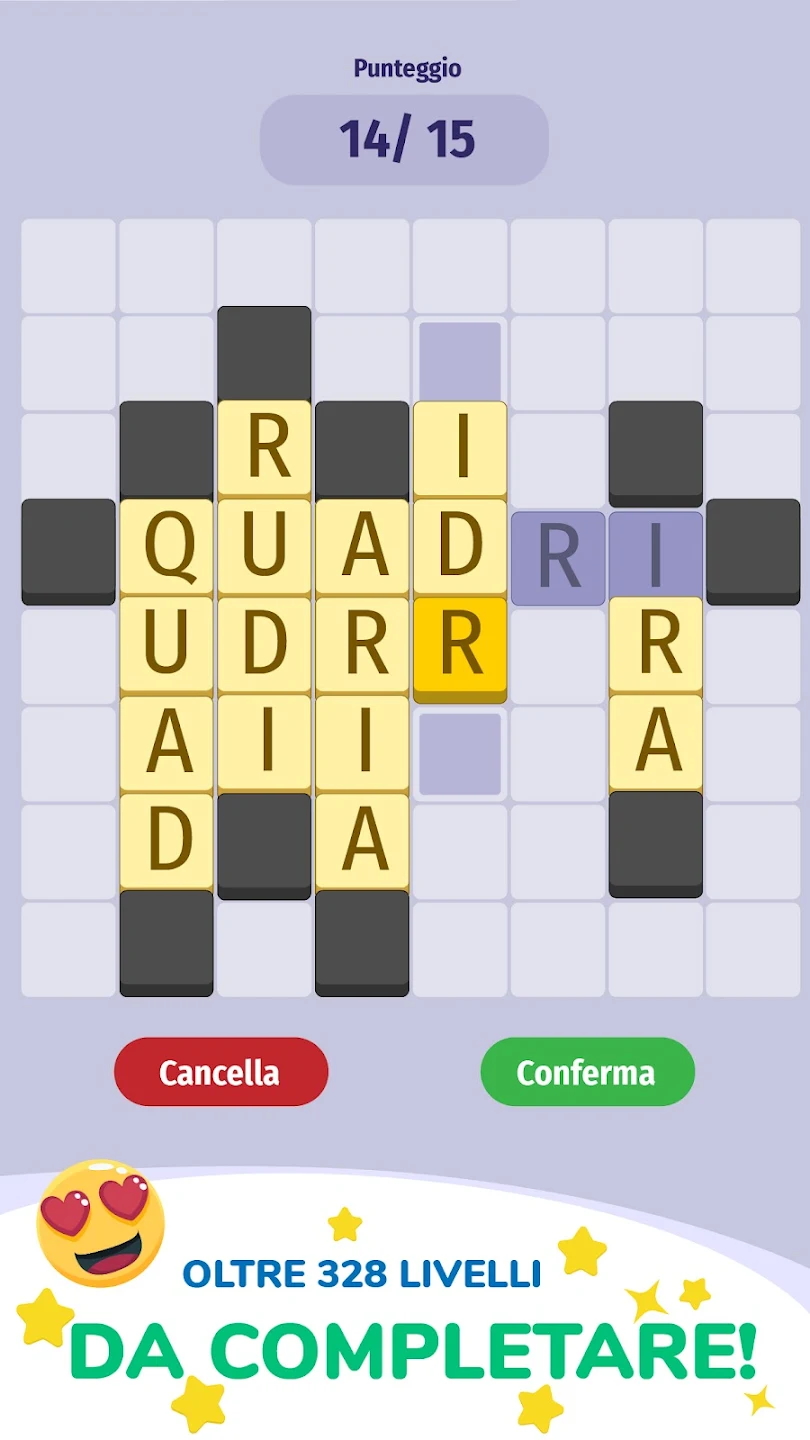 Punteggio
14/ 15
R I
Q U A D R I
U D R R R
A I I A
D A
Cancella Conferma
OLTRE 328 LIVELLI
DA COMPLETARE!